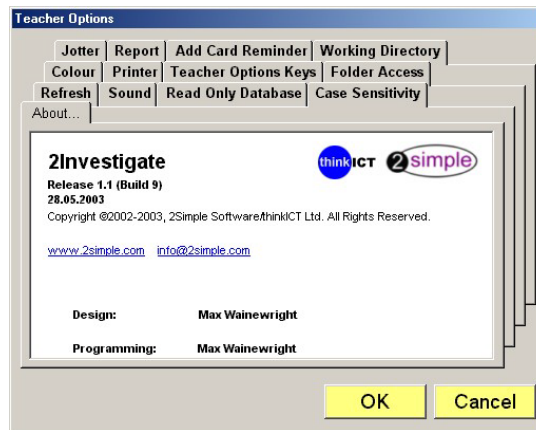 Teacher Options
Jotter Report Add Card Reminder Working Directory
Colour Printer Teacher Options Keys Folder Access
Refresh Sound Read Only Database Case Sensitivity
About...
2Investigate
think ICT 2simple
Release 1.1 (Build 9)
28.05.2003
Copyright ©2002-2003, 2Simple Software/thinkICT Ltd. All Rights Reserved.
www.2simple.com info@2simple.com
Design: Max Wainewright
Programming: Max Wainewright
OK Cancel